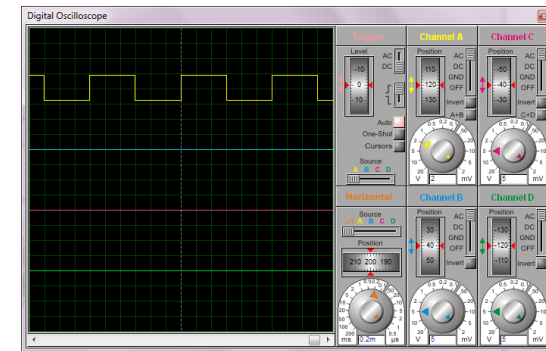 Digital Oscilloscope
Trigger
Level
AC
DC
-10
0
10
Auto
One-Shot
Cursors
Source
A B C D
Channel A
Position
AC
DC
GND
OFF
110
-120
-130
Invert
A+B
V 2 mV
Channel C
Position
AC
DC
GND
OFF
-50
-40
-30
Invert
C+D
V 5 mV
Horizontal
Source
A B C D
Position
210 200 190
ms 0.2m µs
Channel B
Position
AC
DC
GND
OFF
30
40
50
Invert
V 5 mV
Channel D
Position
AC
DC
GND
OFF
-130
-120
-110
Invert
V 5 mV